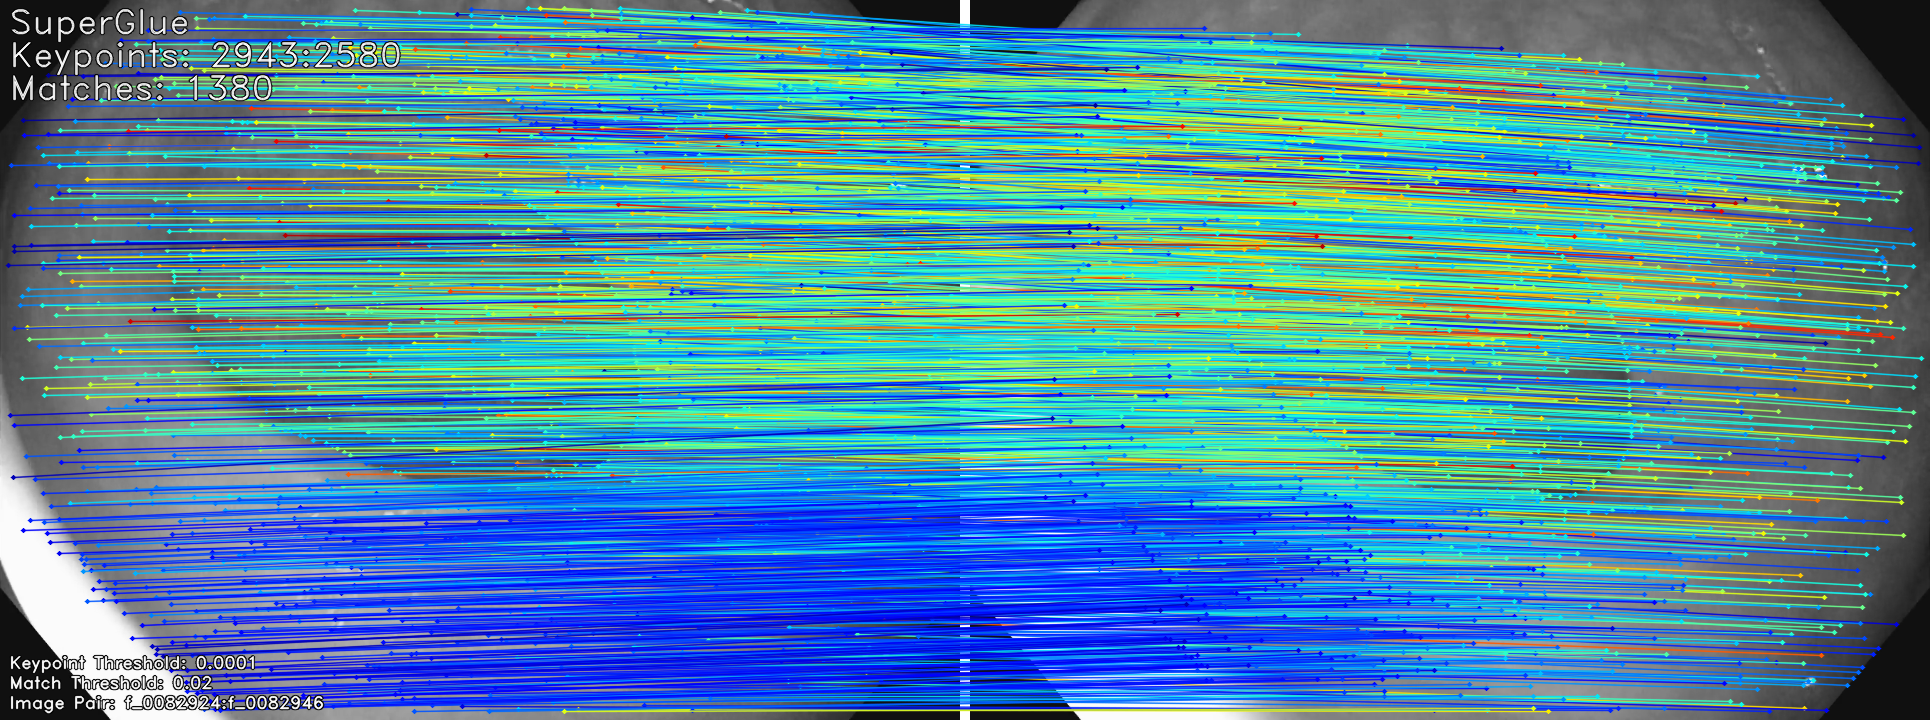 SuperGlue
Keypoints: 2943:2580
Matches: 1380
Keypoint Threshold: 0.0001
Match Threshold: 0.02
Image Pair: f_0082924:f_0082946